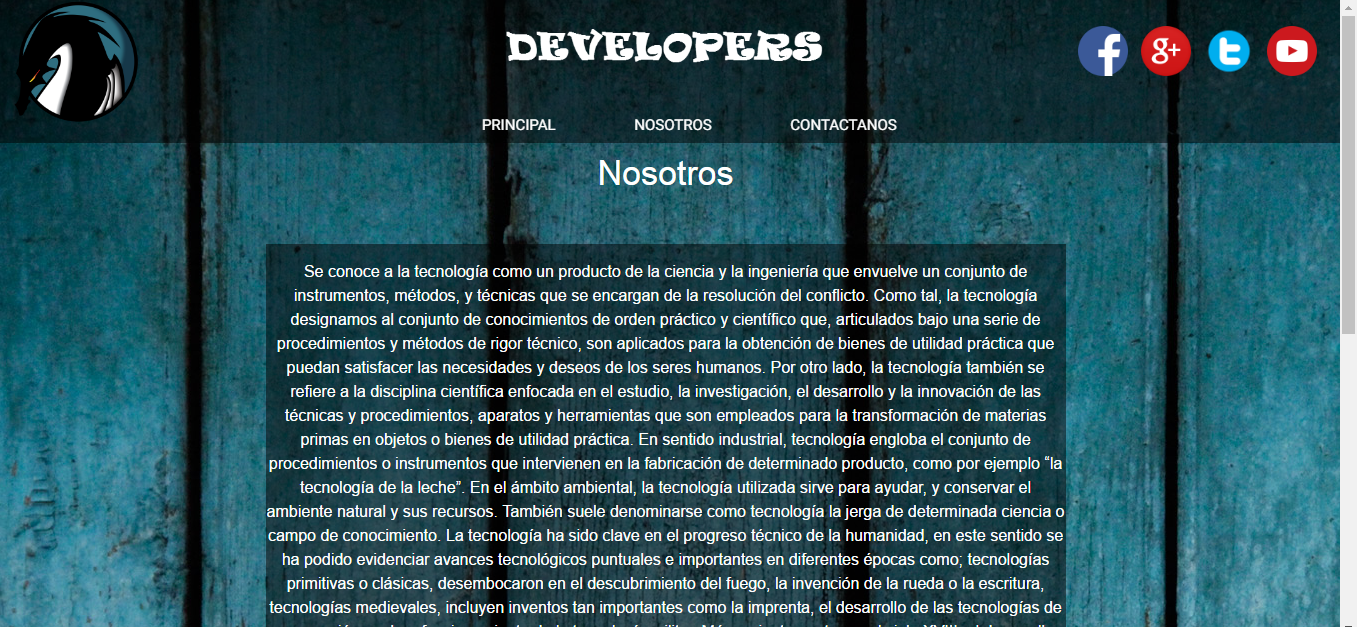 DEVELOPERS
g+
PRINCIPAL NOSOTROS CONTACTANOS
Nosotros
Se conoce a la tecnología como un producto de la ciencia y la ingeniería que envuelve un conjunto de
instrumentos, métodos, y técnicas que se encargan de la resolución del conflicto. Como tal, la tecnología
designamos al conjunto de conocimientos de orden práctico y científico que, articulados bajo una serie de
procedimientos y métodos de rigor técnico, son aplicados para la obtención de bienes de utilidad práctica que
puedan satisfacer las necesidades y deseos de los seres humanos. Por otro lado, la tecnología también se
refiere a la disciplina científica enfocada en el estudio, la investigación, el desarrollo y la innovación de las
técnicas y procedimientos, aparatos y herramientas que son empleados para la transformación de materias
primas en objetos o bienes de utilidad práctica. En sentido industrial, tecnología engloba el conjunto de
procedimientos o instrumentos que intervienen en la fabricación de determinado producto, como por ejemplo “la
tecnología de la leche”. En el ámbito ambiental, la tecnología utilizada sirve para ayudar, y conservar el
ambiente natural y sus recursos. También suele denominarse como tecnología la jerga de determinada ciencia o
campo de conocimiento. La tecnología ha sido clave en el progreso técnico de la humanidad, en este sentido se
ha podido evidenciar avances tecnológicos puntuales e importantes en diferentes épocas como; tecnologías
primitivas o clásicas, desembocaron en el descubrimiento del fuego, la invención de la rueda o la escritura,
tecnologías medievales, incluyen inventos tan importantes como la imprenta, el desarrollo de las tecnologías de